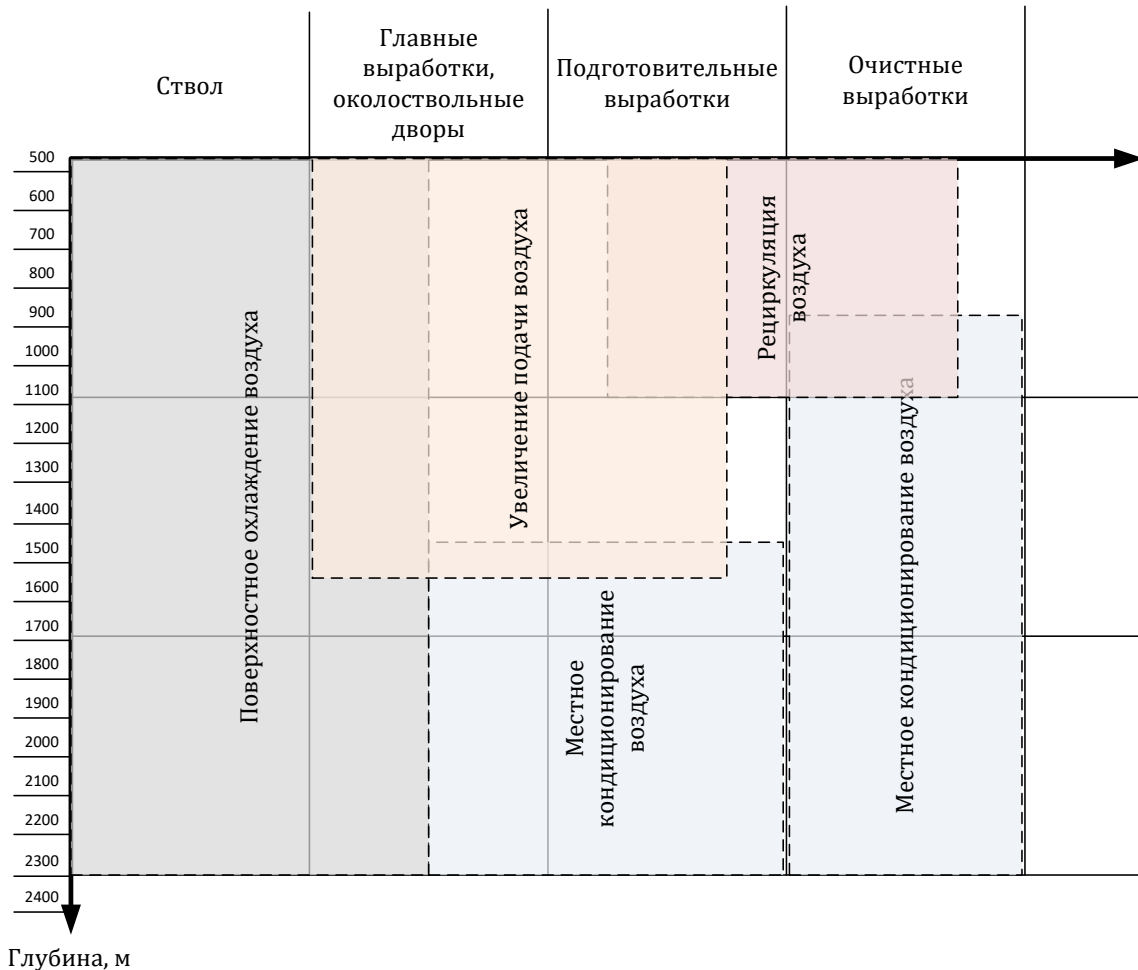 Ствол
Главные
выработки,
околоствольные
дворы
Подготовительные
выработки
Очистные
выработки
500
600
700
800
900
1000
1100
1200
1300
1400
1500
1600
1700
1800
1900
2000
2100
2200
2300
2400
Глубина, м
Поверхностное охлаждение воздуха
Увеличение подачи воздуха
Рециркуляция
воздуха
Местное
кондиционирование
воздуха
Местное кондиционирование воздуха